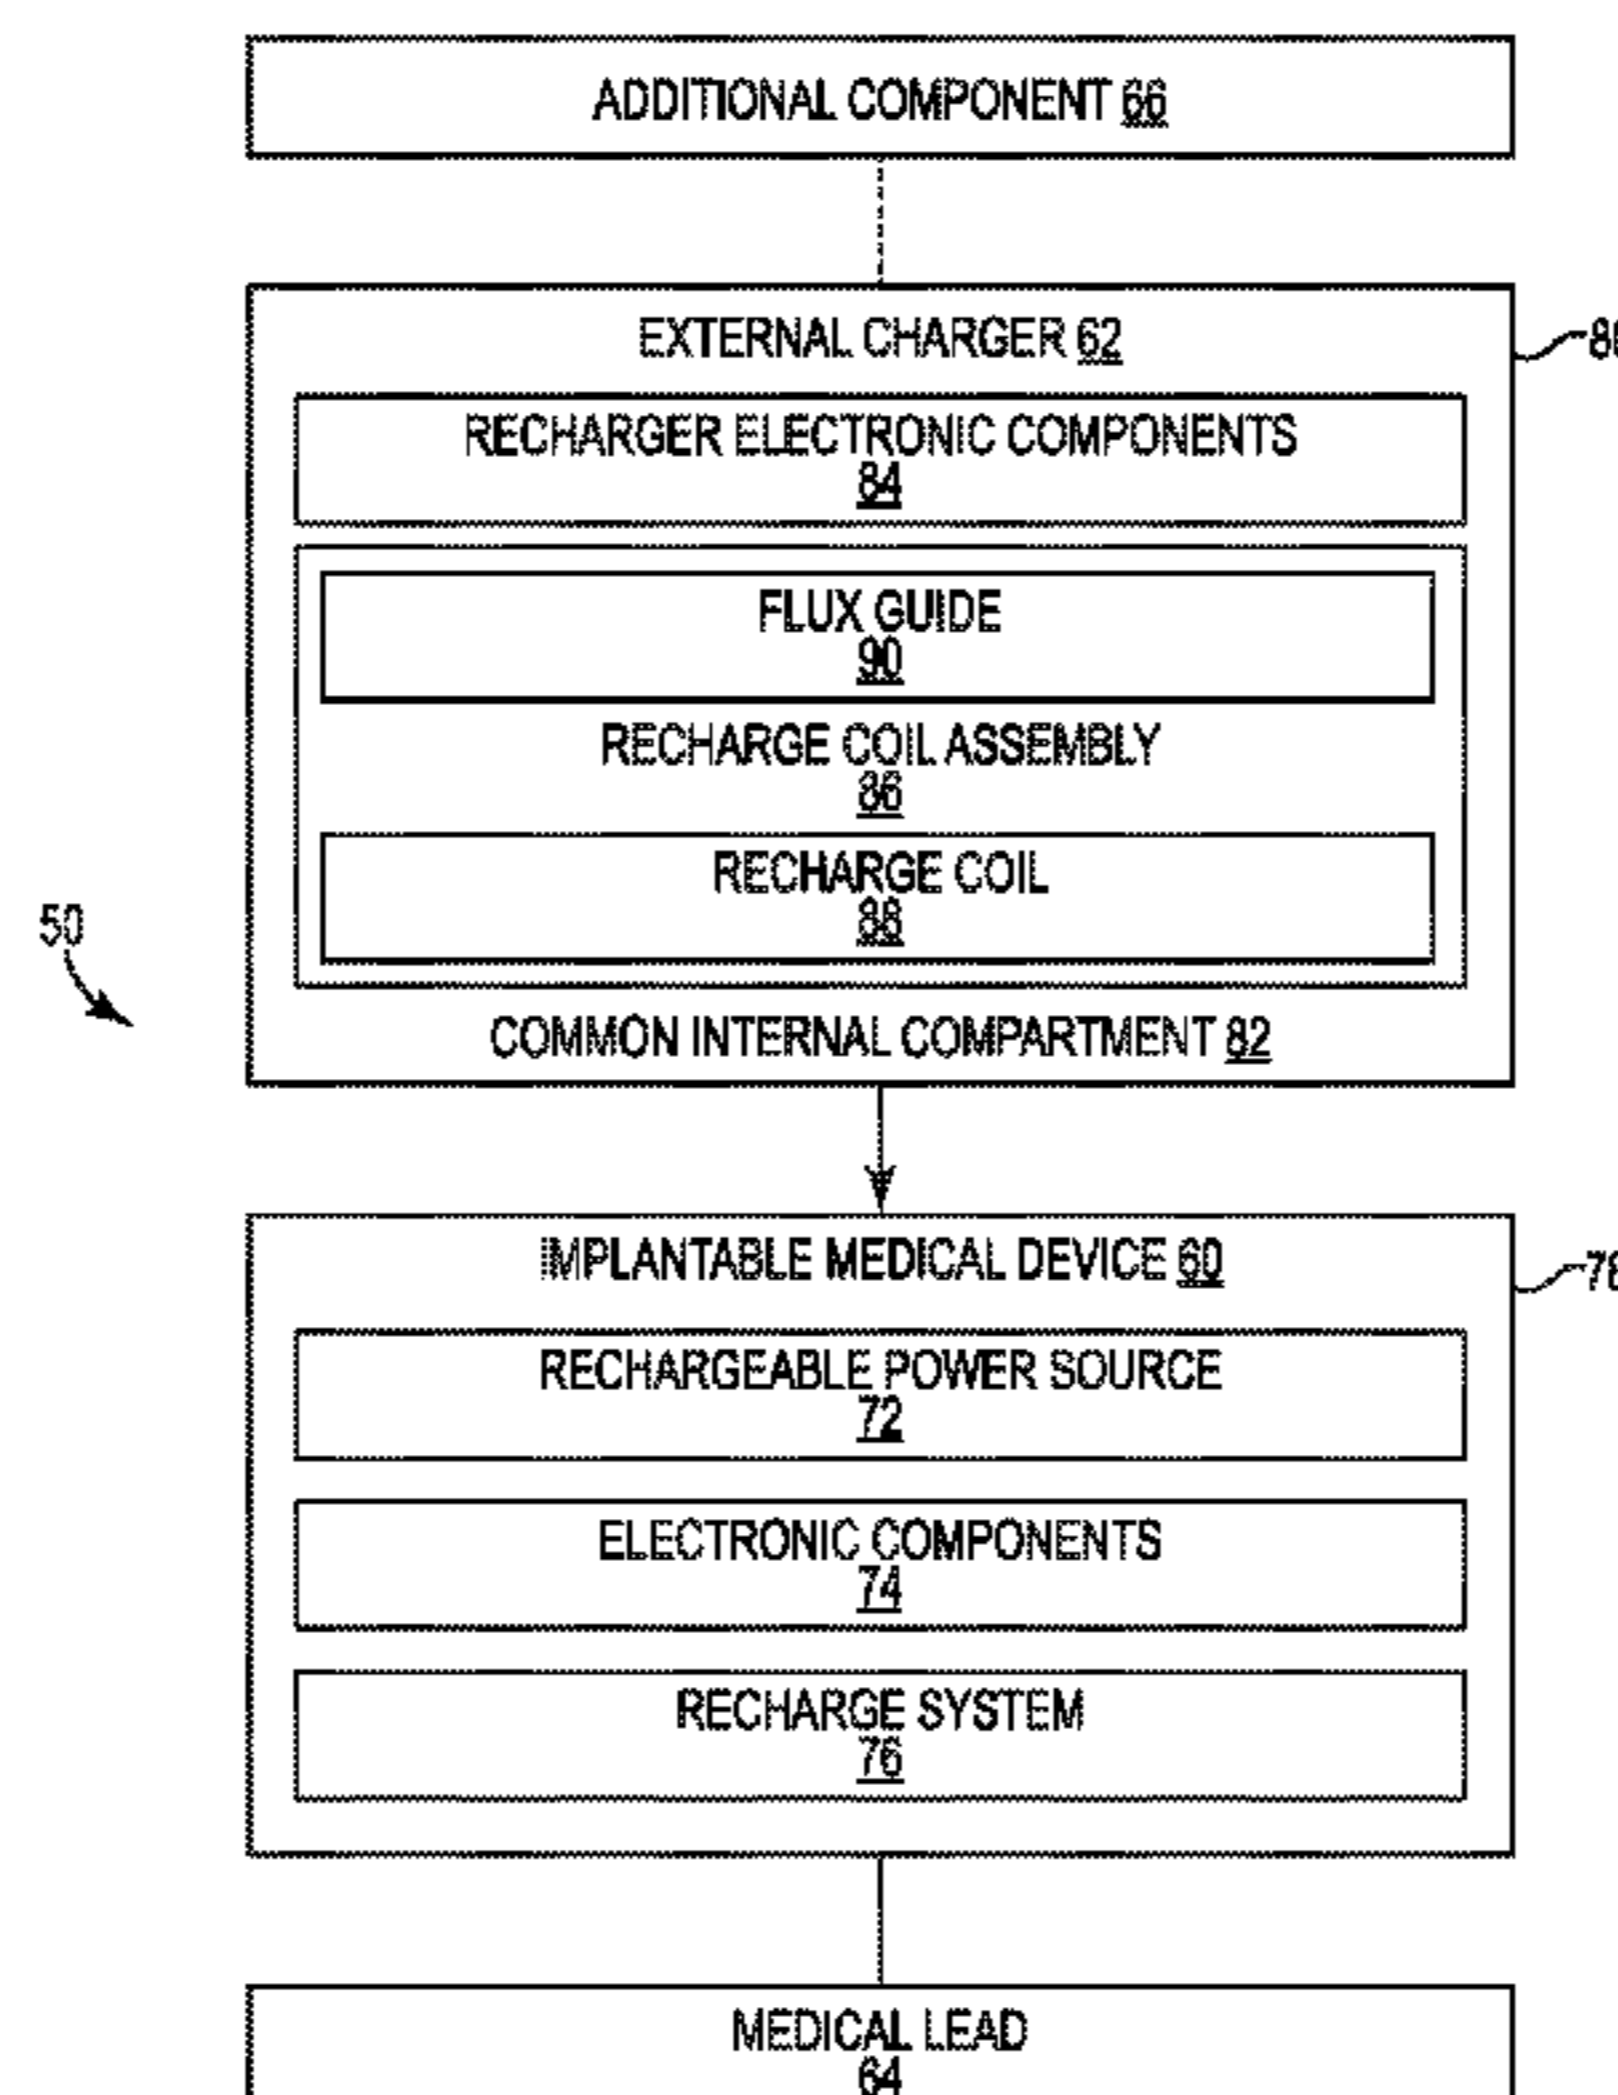 ADDITIONAL COMPONENT 66
EXTERNAL CHARGER 62
RECHARGER ELECTRONIC COMPONENTS
84
FLUX GUIDE
90
RECHARGE COIL ASSEMBLY
86
RECHARGE COIL
88
50
COMMON INTERNAL COMPARTMENT 82
IMPLANTABLE MEDICAL DEVICE 60
RECHARGEABLE POWER SOURCE
72
ELECTRONIC COMPONENTS
74
RECHARGE SYSTEM
76
MEDICAL LEAD
64